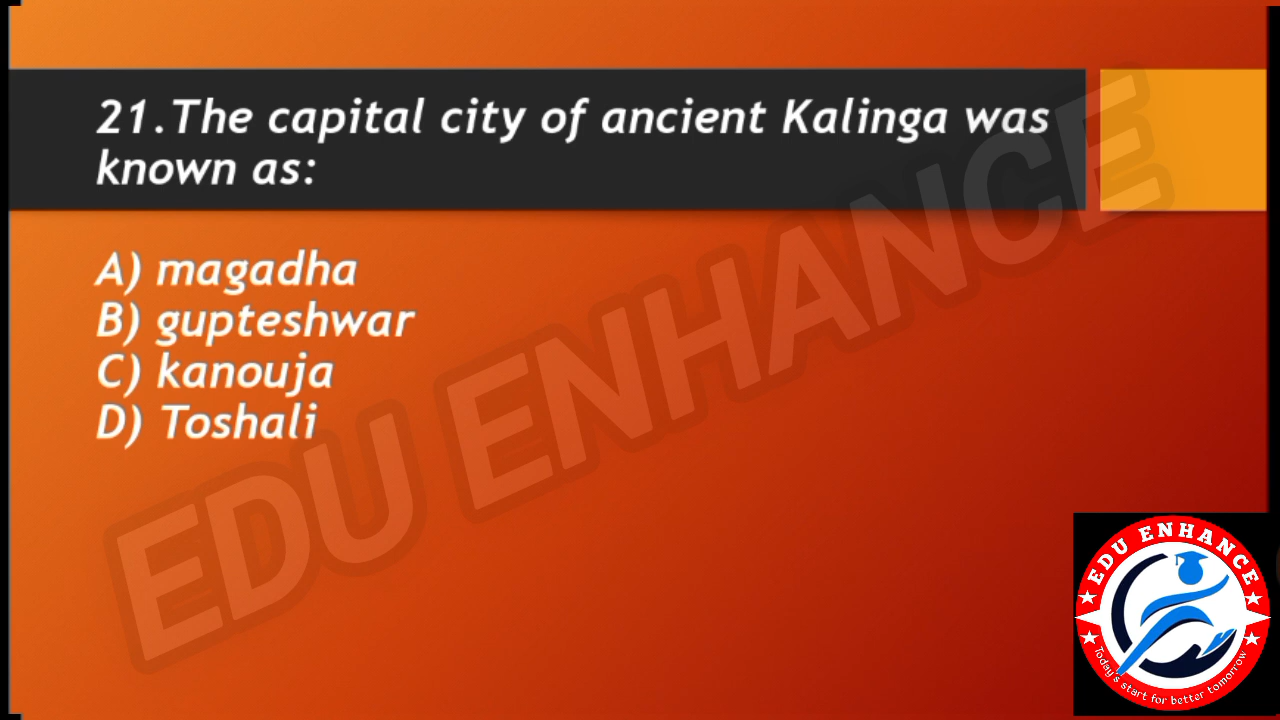 21.The capital city of ancient Kalinga was
known as:
A) magadha
B) gupteshwar
C) kanouja
D) Toshali
EDU ENHANCE
EDU ENHANCE
Today's start for better tomorrow